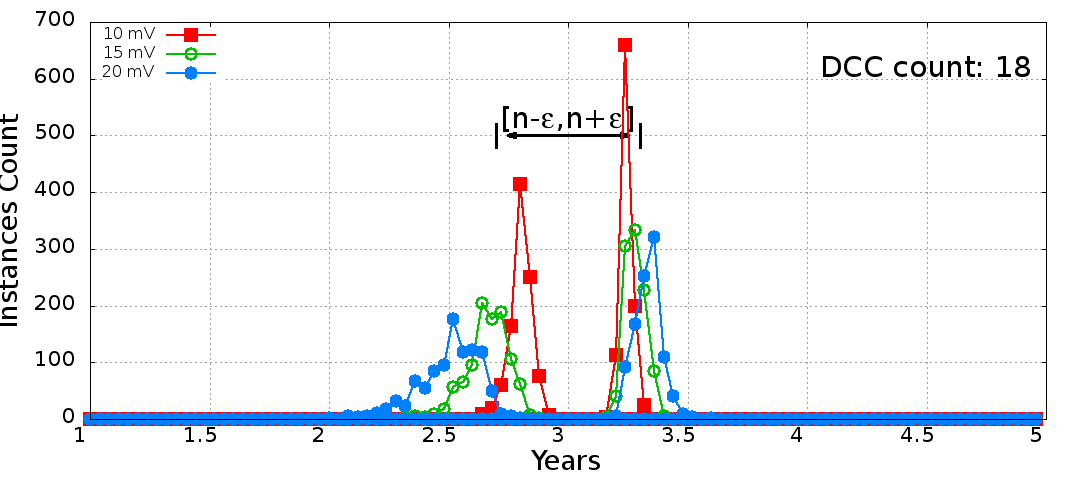 700
600
500
400
300
200
100
0
Instances Count
10 mV
15 mV
20 mV
DCC count: 18
[n-ε,n+ε]
1 1.5 2 2.5 3 3.5 4 4.5 5
Years